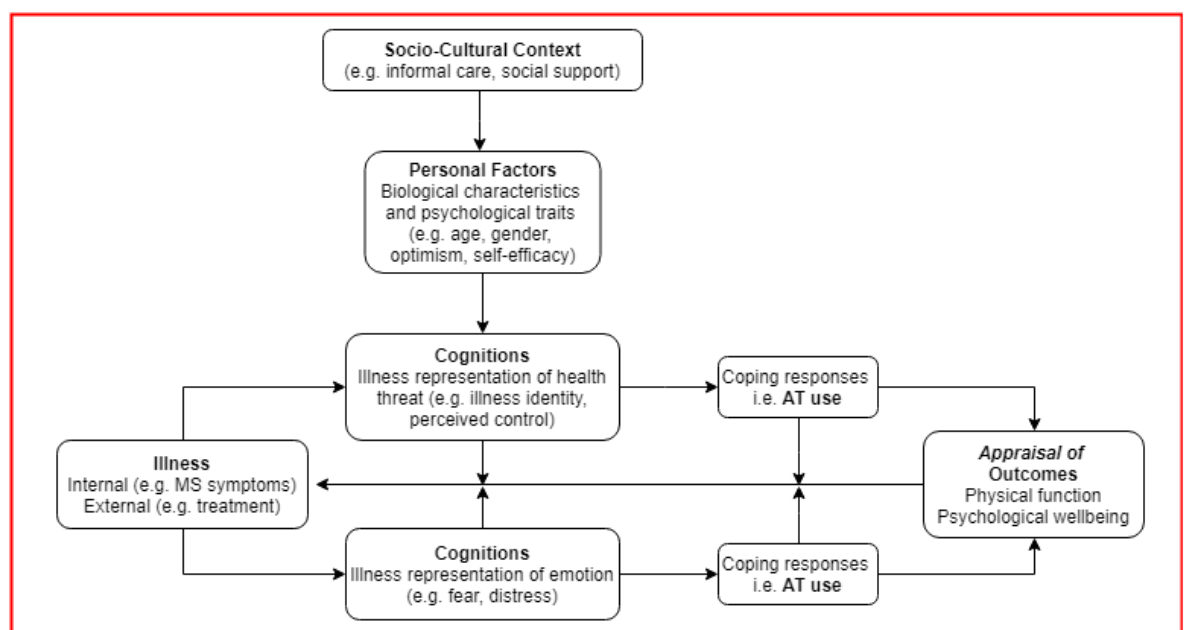 Socio-Cultural Context
(e.g. informal care, social support)
Personal Factors
Biological characteristics
and psychological traits
(e.g. age, gender,
optimism, self-efficacy)
Cognitions
Illness representation of health
threat (e.g. illness identity,
perceived control)
Coping responses
i.e. AT use
Illness
Internal (e.g. MS symptoms)
External (e.g. treatment)
Appraisal of
Outcomes
Physical function
Psychological wellbeing
Cognitions
Illness representation of emotion
(e.g. fear, distress)
Coping responses
i.e. AT use